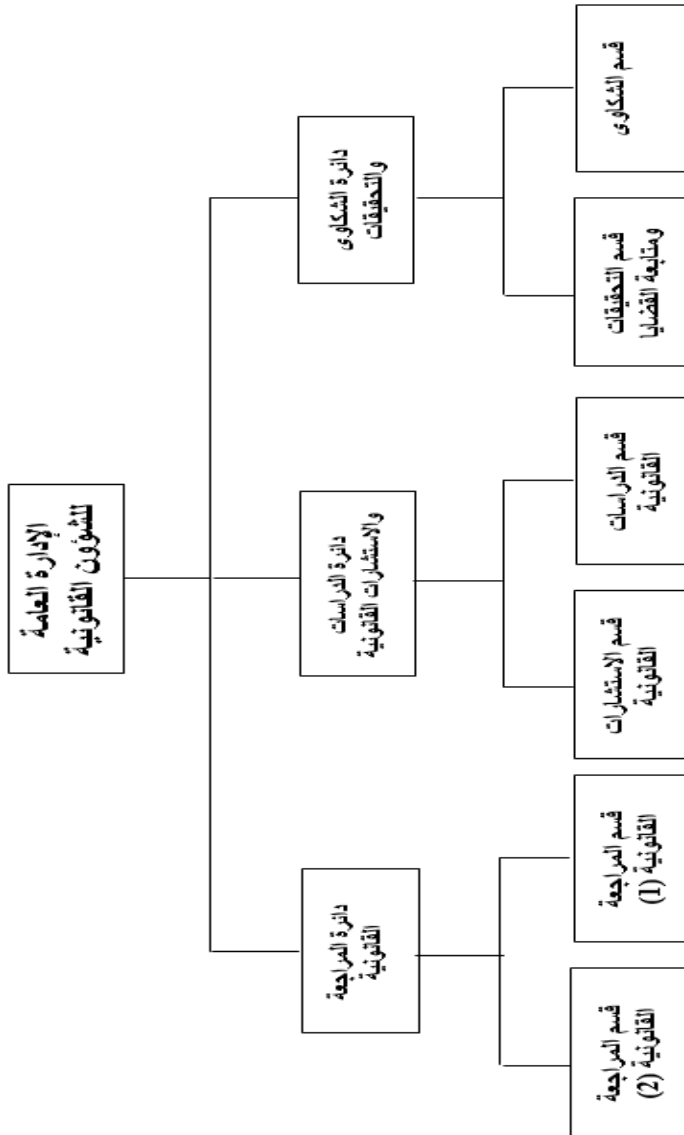 الإدارة العامة
للشؤون القانونية
دائرة الشكاوى
والتحقيقات
دائرة الدراسات
والاستشارات القانونية
دائرة المراجعة
القانونية
قسم الشكاوى
قسم التحقيقات
ومتابعة القضايا
قسم الدراسات
القانونية
قسم الاستشارات
القانونية
قسم المراجعة
القانونية (1)
قسم المراجعة
القانونية (2)